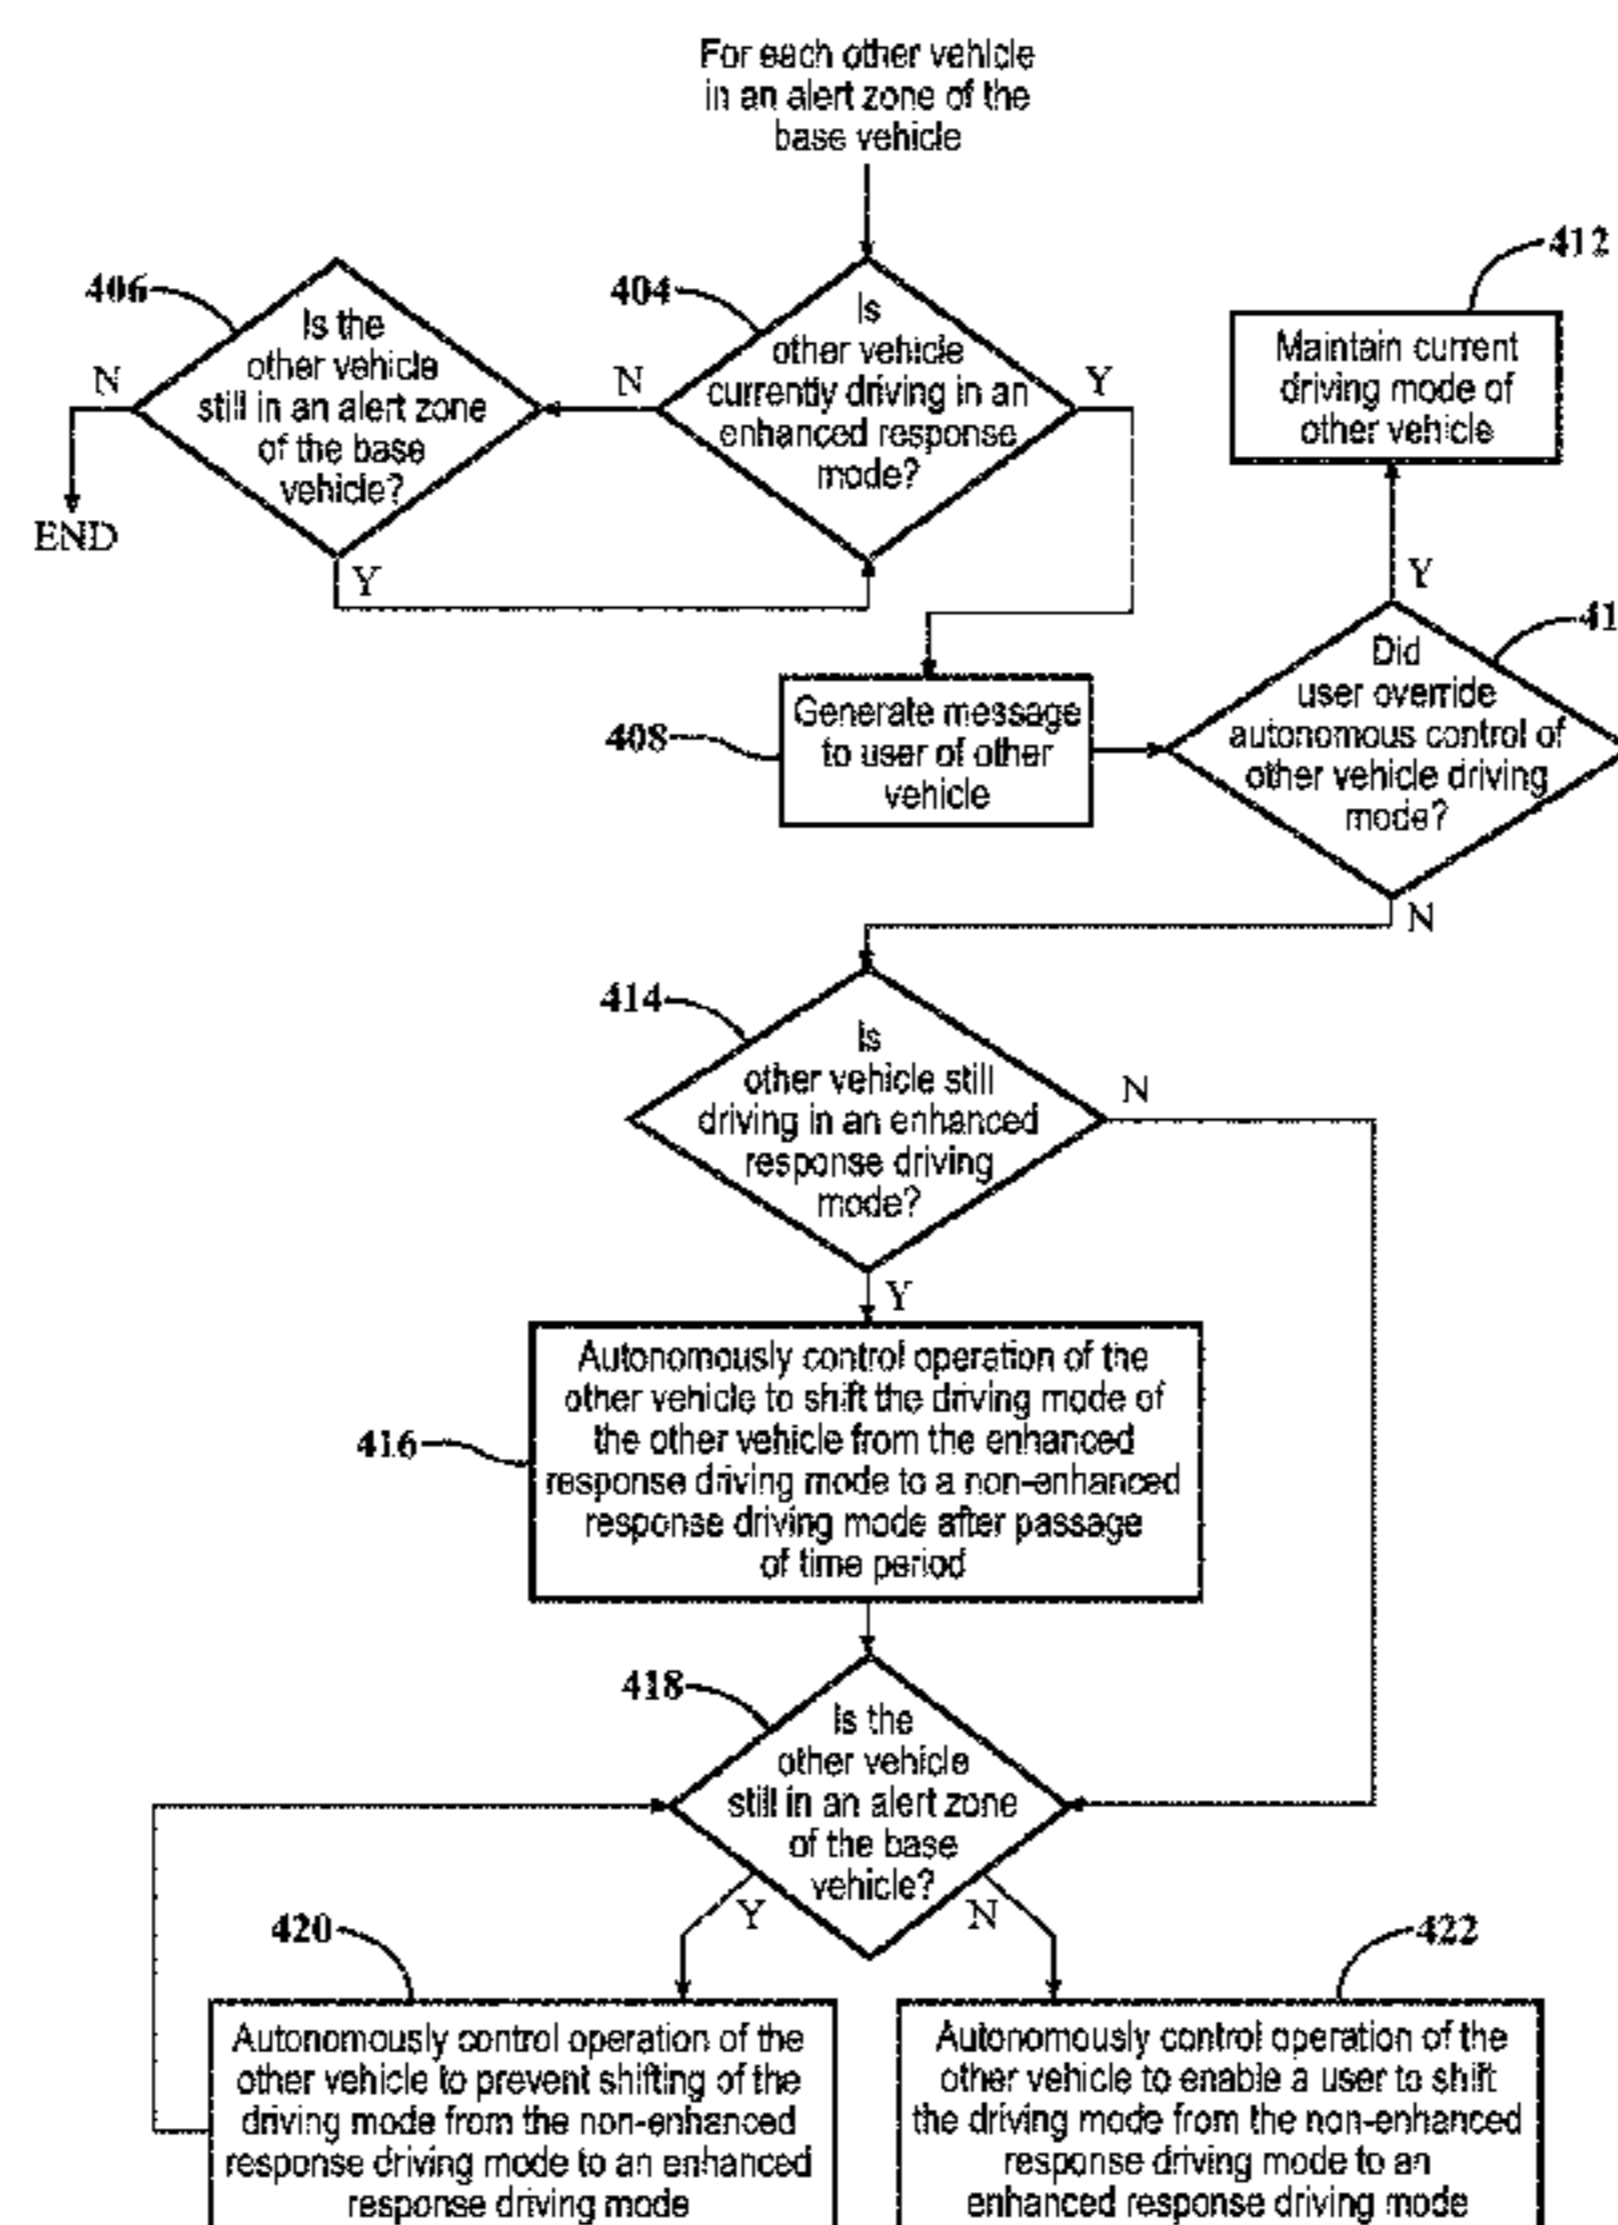 For each other vehicle
in an alert zone of the
base vehicle
412
406
404
Is the
other vehicle
still in an alert zone
of the base
vehicle?
Is
other vehicle
currently driving in an
enhanced response
mode?
Maintain current
driving mode of
other vehicle
N
N
Y
END
Y
Y
41
Did
user override
autonomous control of
other vehicle driving
mode?
408
Generate message
to user of other
vehicle
N
414
Is
other vehicle still
driving in an enhanced
response driving
mode?
N
Y
416
Autonomously control operation of the
other vehicle to shift the driving mode of
the other vehicle from the enhanced
response driving mode to a non-enhanced
response driving mode after passage
of time period
418
Is the
other vehicle
still in an alert zone
of the base
vehicle?
Y
N
420
422
Autonomously control operation of the
other vehicle to prevent shifting of the
driving mode from the non-enhanced
response driving mode to an enhanced
response driving mode
Autonomously control operation of the
other vehicle to enable a user to shift
the driving mode from the non-enhanced
response driving mode to an
enhanced response driving mode